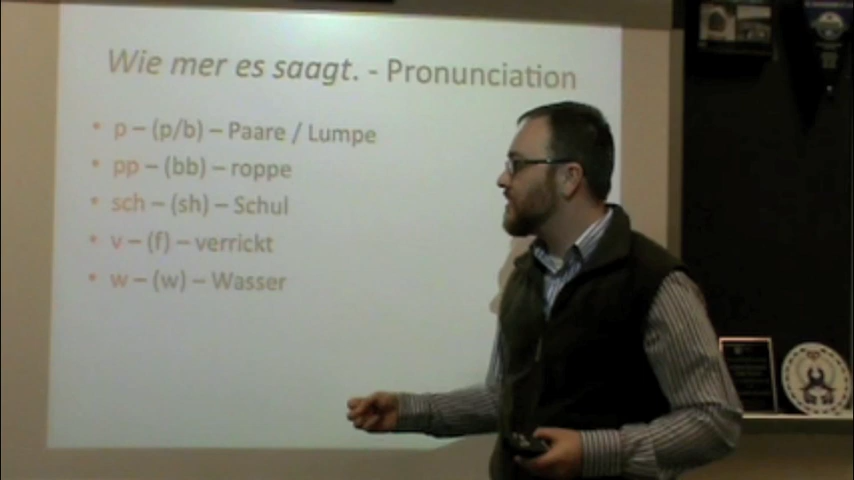 Wie mer es saagt. - Pronunciation
• p – (p/b) – Paare / Lumpe
• pp – (bb) – roppe
• sch – (sh) – Schul
• v – (f) – verrickt
• w – (w) – Wasser